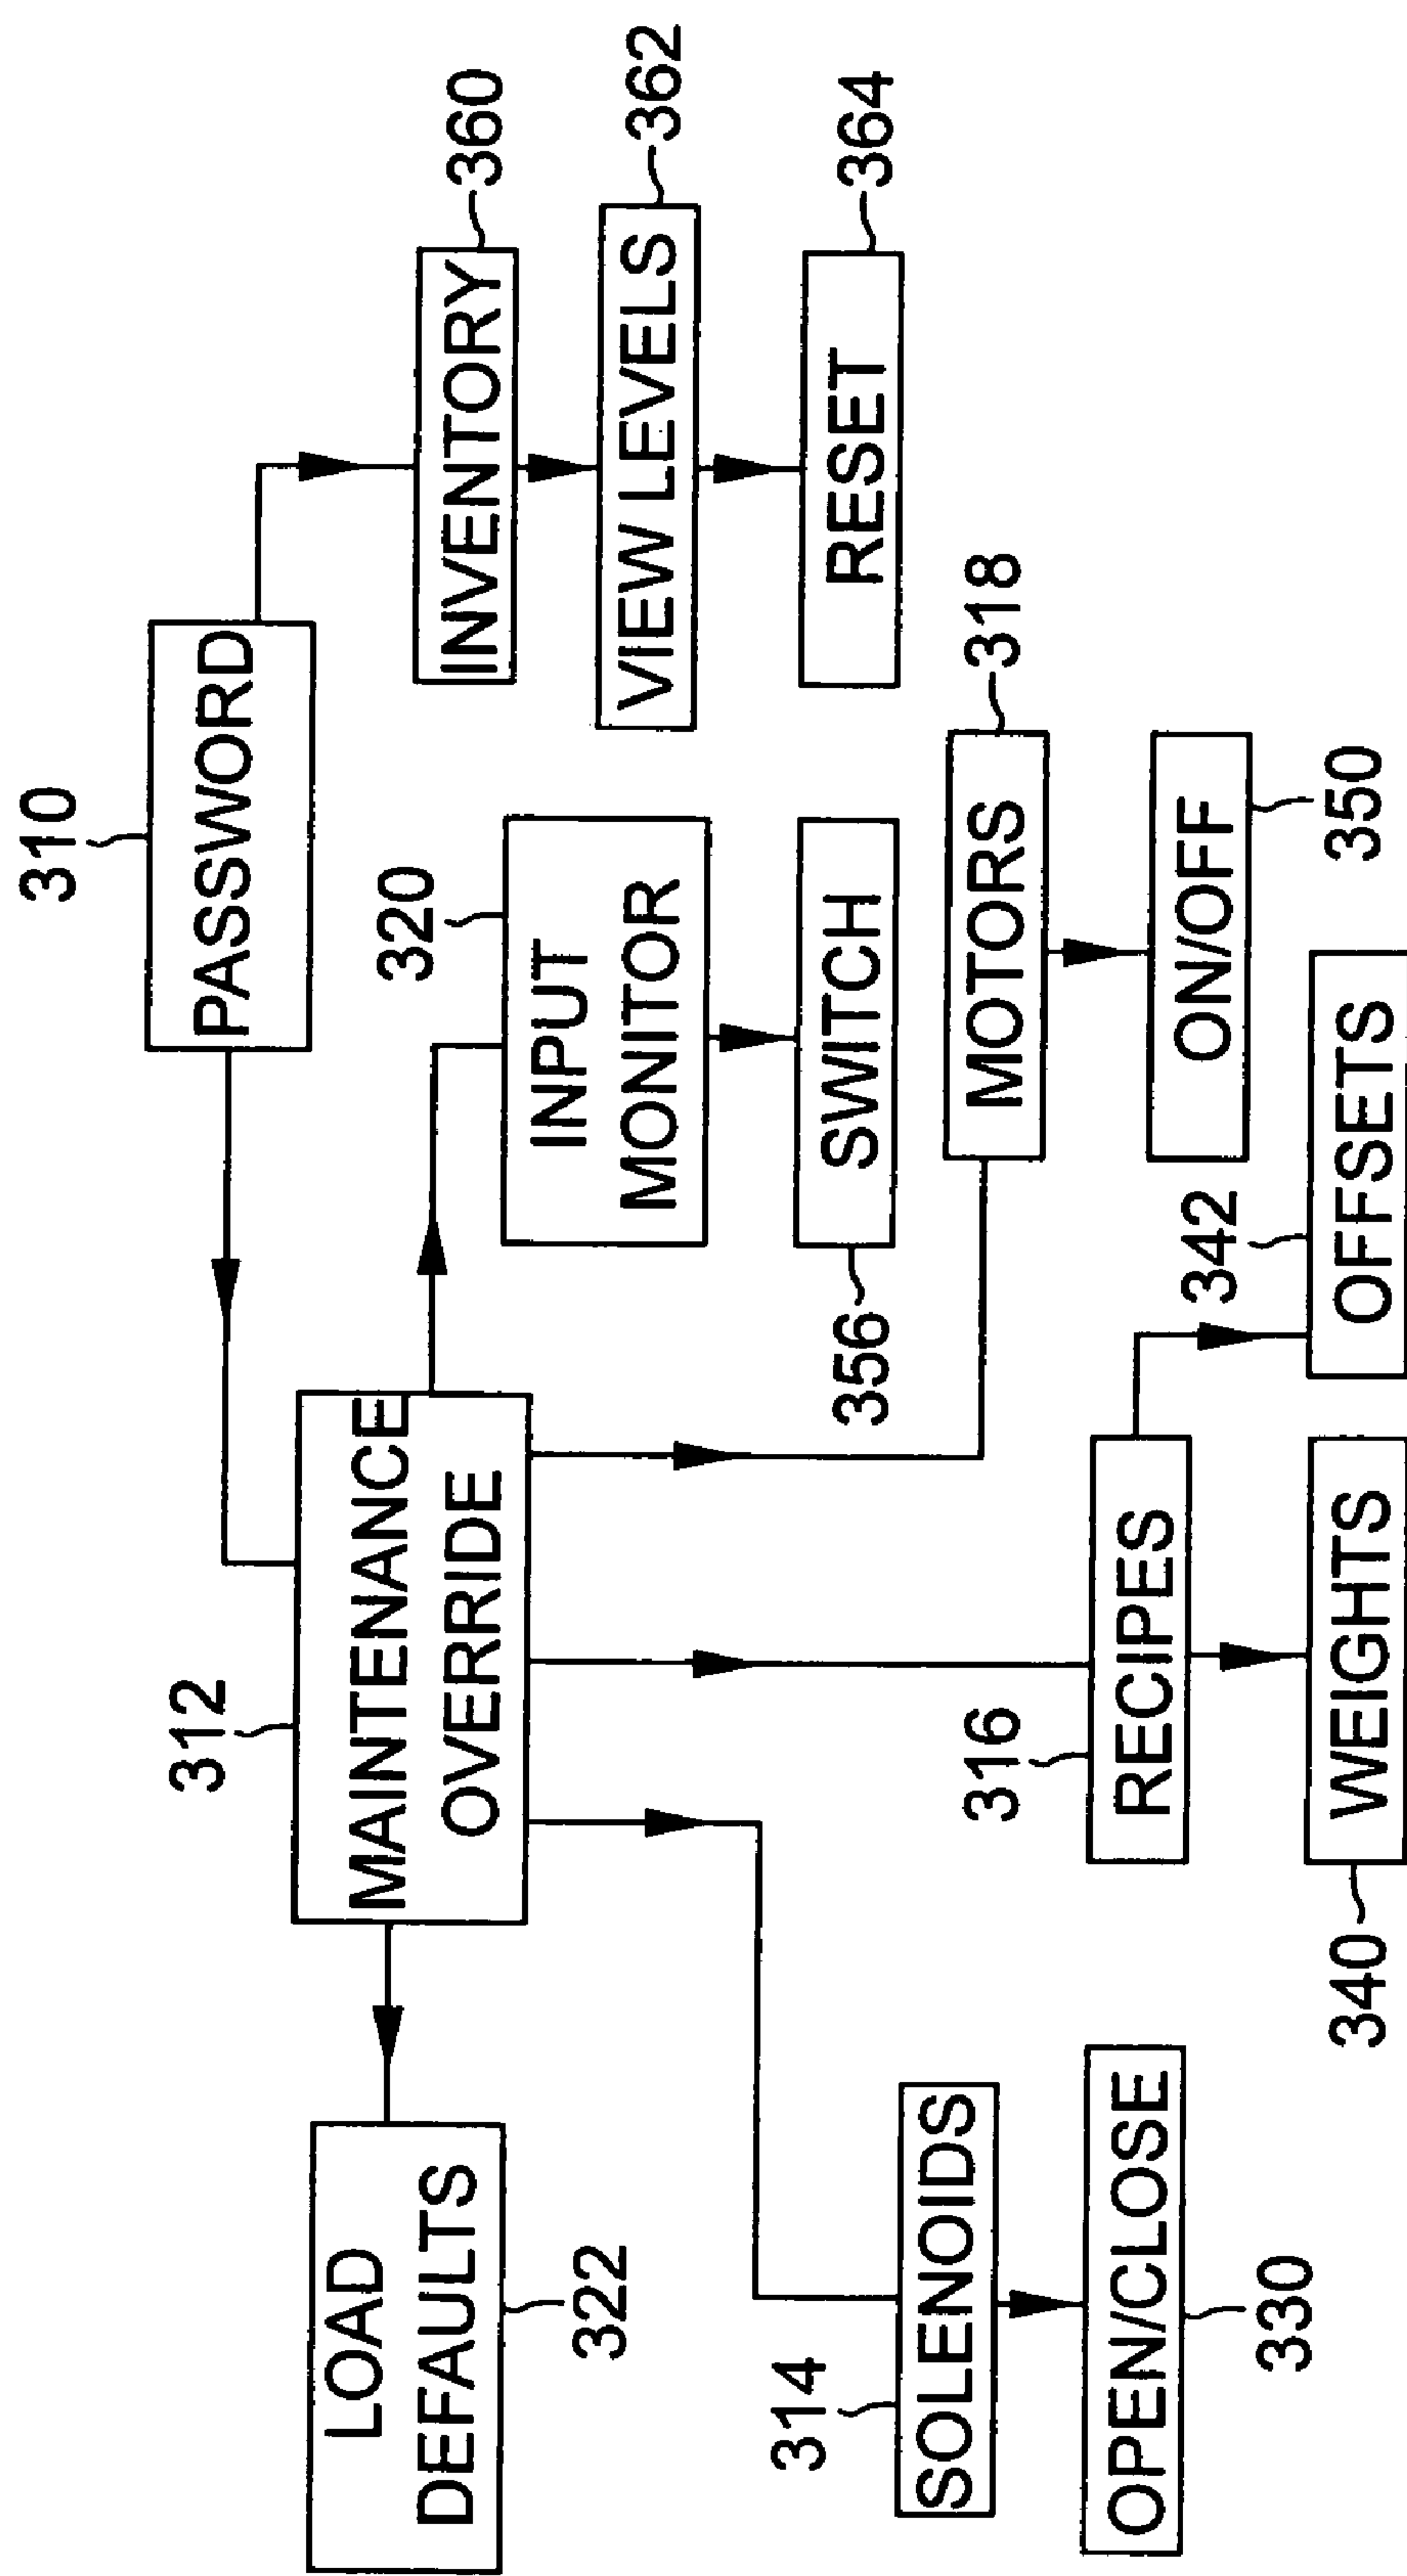 310
PASSWORD
312
MAINTENANCE
OVERRIDE
320
INPUT
MONITOR
INVENTORY
360
LOAD
DEFAULTS
322
VIEW LEVELS
362
356
SWITCH
RESET
364
314
SOLENOIDS
316
RECIPES
MOTORS
318
OPEN/CLOSE
330
ON/OFF
350
340
WEIGHTS
342
OFFSETS